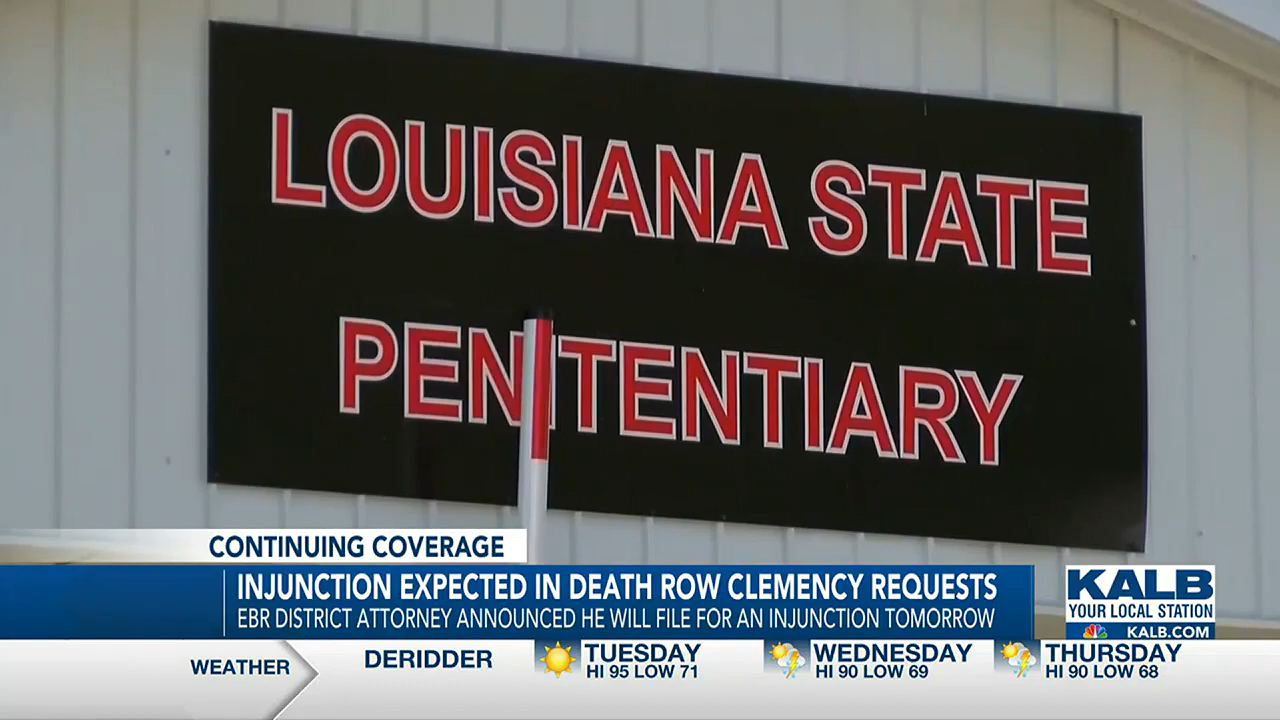 LOUISIANA STATE
PENITENTIARY
CONTINUING COVERAGE
INJUNCTION EXPECTED IN DEATH ROW CLEMENCY REQUESTS
EBR DISTRICT ATTORNEY ANNOUNCED HE WILL FILE FOR AN INJUNCTION TOMORROW
KALB
YOUR LOCAL STATION
KALB.COM
WEATHER
DERIDDER
TUESDAY
HI 95 LOW 71
WEDNESDAY
HI 90 LOW 69
THURSDAY
HI 90 LOW 68